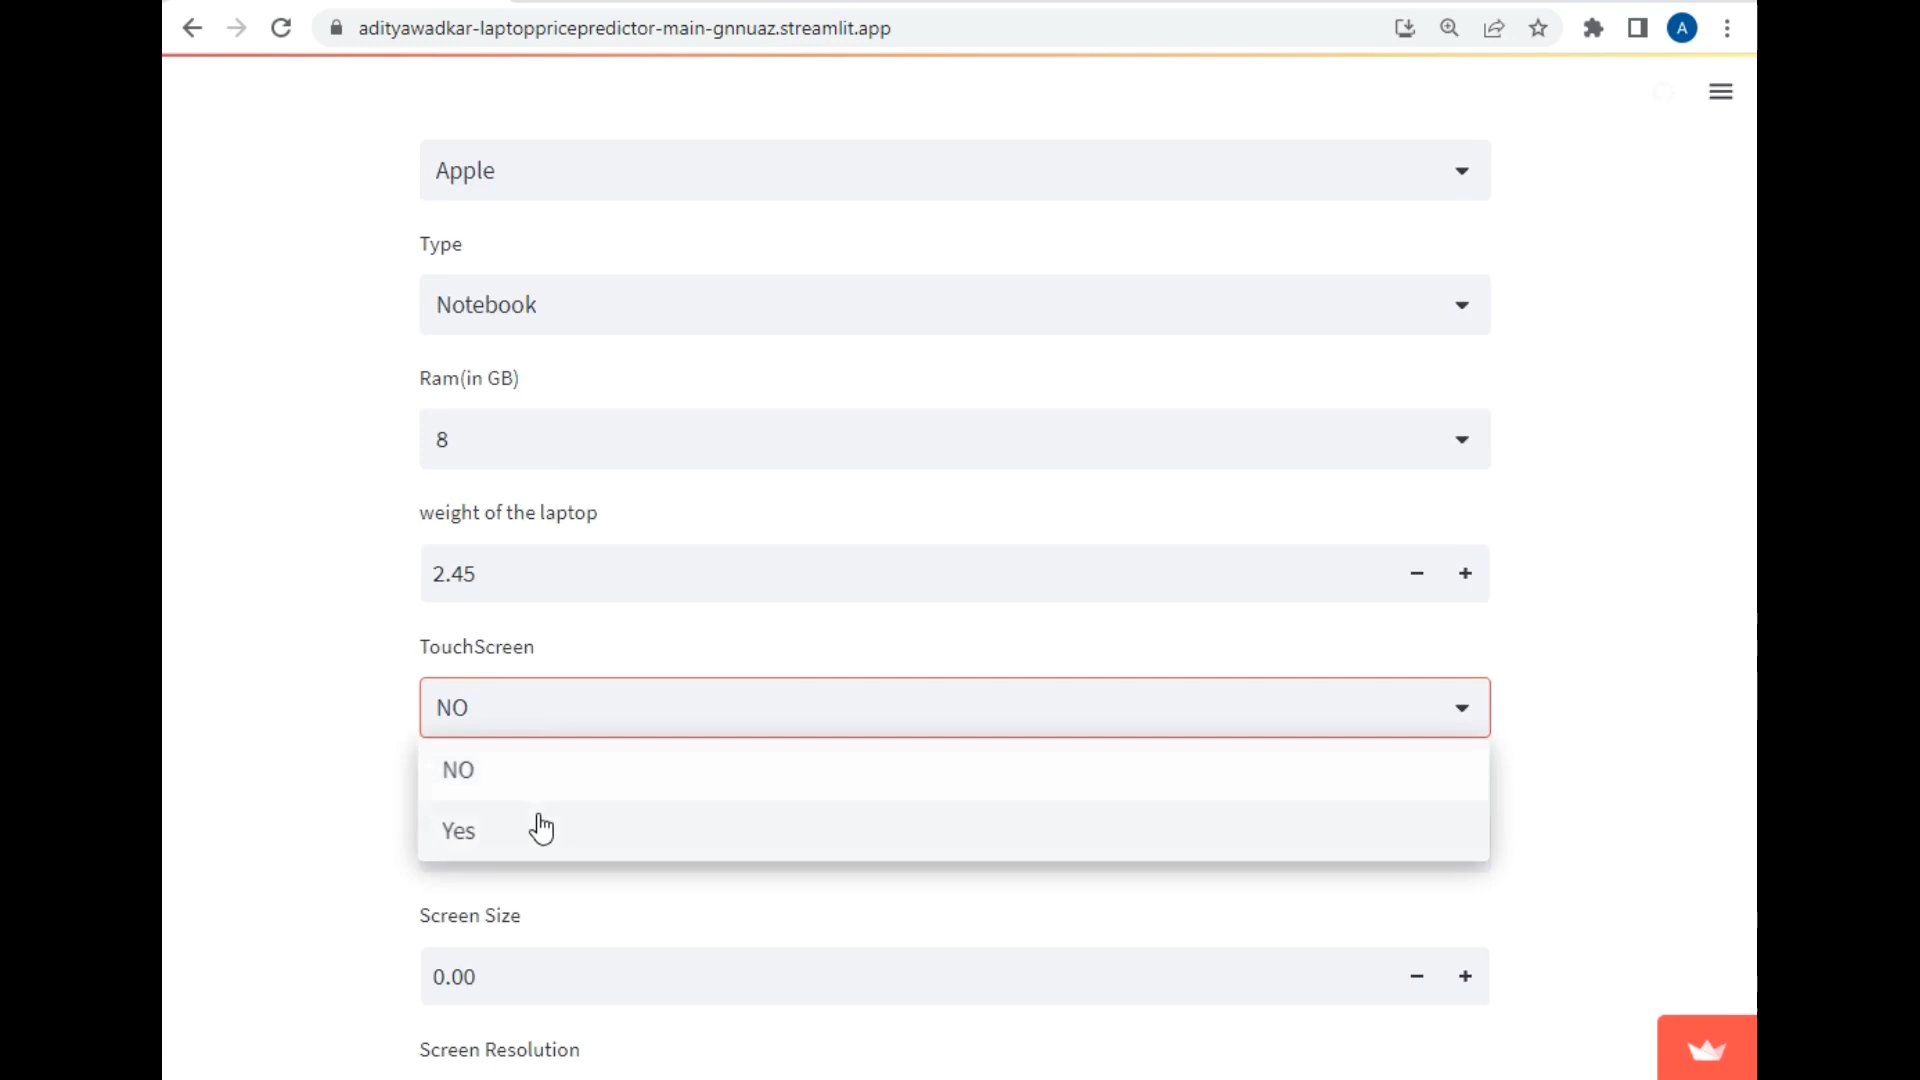 adityawadkar-laptoppricepredictor-main-gnnuaz.streamlit.app
A
Apple
Type
Notebook
Ram(in GB)
8
weight of the laptop
2.45
TouchScreen
NO
NO
Yes
Screen Size
0.00
Screen Resolution